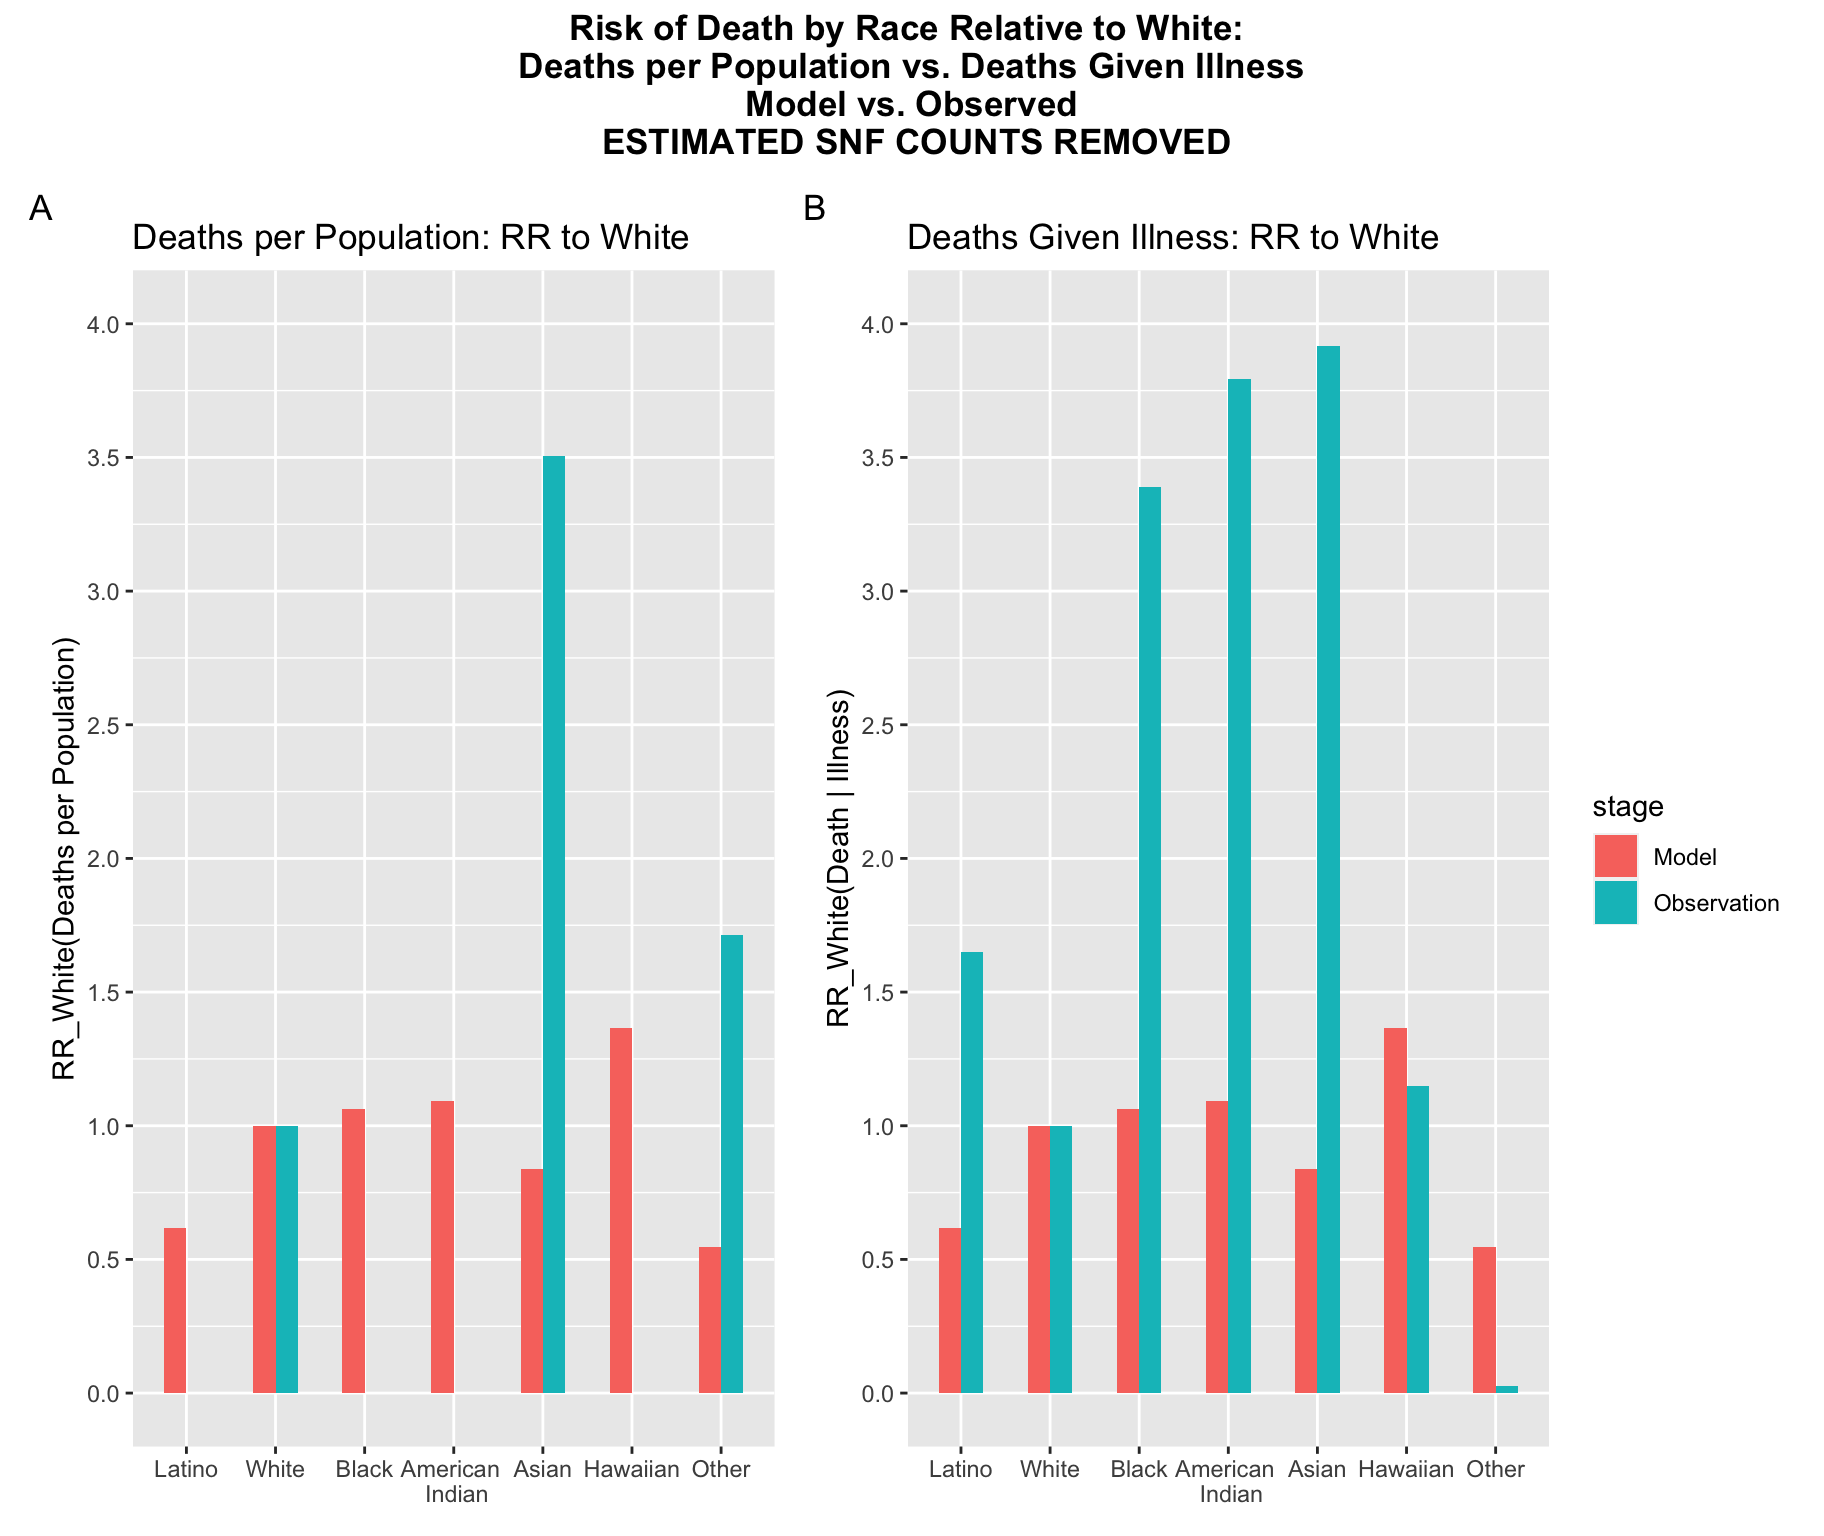 Risk of Death by Race Relative to White:
Deaths per Population vs. Deaths Given Illness
Model vs. Observed
ESTIMATED SNF COUNTS REMOVED
A
Deaths per Population: RR to White
RR_White(Deaths per Population)
4.0
3.5
3.0
2.5
2.0
1.5
1.0
0.5
0.0
Latino White Black American Asian Hawaiian Other
Indian
B
Deaths Given Illness: RR to White
RR_White(Death | Illness)
4.0
3.5
3.0
2.5
2.0
1.5
1.0
0.5
0.0
Latino White Black American Asian Hawaiian Other
Indian
stage
Model
Observation